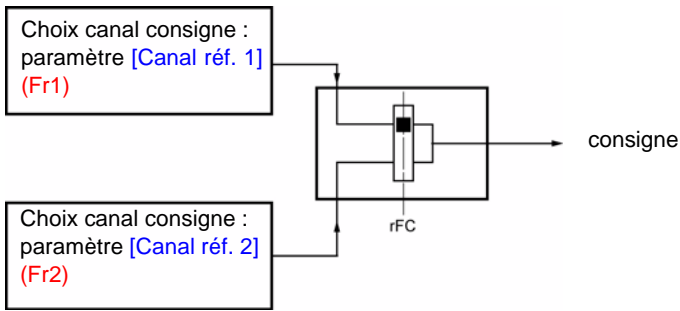 Choix canal consigne :
paramètre [Canal réf. 1]
(Fr1)
consigne
rFC
Choix canal consigne :
paramètre [Canal réf. 2]
(Fr2)